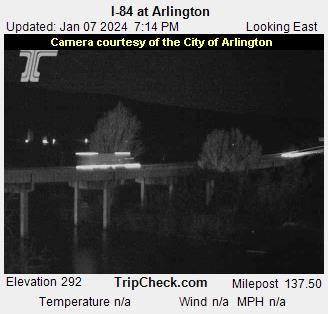 I-84 at Arlington
Updated: Jan 07 2024 7:14 PM Looking East
Camera courtesy of the City of Arlington
Elevation 292 TripCheck.com Milepost 137.50
Temperature n/a Wind n/a MPH n/a